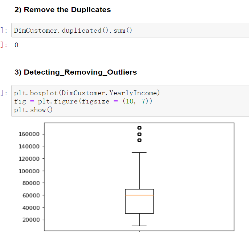 2) Remove the Duplicates
]: DimCustomer.duplicated().sum()
]: 0
3) Detecting_Removing_Outliers
]: plt.boxplot(DimCustomer.YearlyIncome)
fig = plt.figure(figsize = (10, 7))
plt.show()
160000
140000
120000
100000
80000
60000
40000
20000